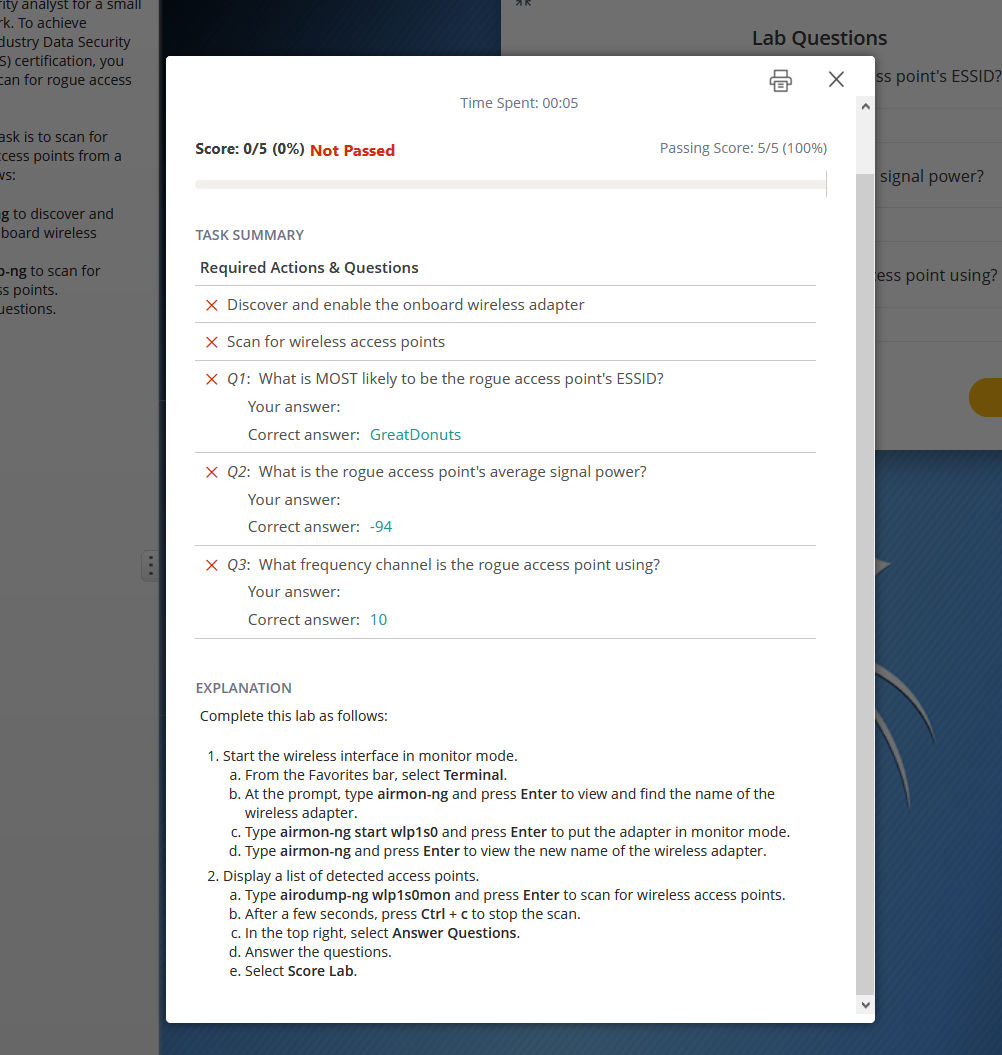 ity analyst for a small
rk. To achieve
dustry Data Security
S) certification, you
can for rogue access
ask is to scan for
cess points from a
ws:
g to discover and
board wireless
p-ng to scan for
ss points.
uestions.
Lab Questions
ss point's ESSID?
signal power?
ess point using?
Time Spent: 00:05
Score: 0/5 (0%) Not Passed
Passing Score: 5/5 (100%)
TASK SUMMARY
Required Actions & Questions
Discover and enable the onboard wireless adapter
Scan for wireless access points
Q1: What is MOST likely to be the rogue access point's ESSID?
Your answer:
Correct answer: GreatDonuts
Q2: What is the rogue access point's average signal power?
Your answer:
Correct answer: -94
Q3: What frequency channel is the rogue access point using?
Your answer:
Correct answer: 10
EXPLANATION
Complete this lab as follows:
1. Start the wireless interface in monitor mode.
a. From the Favorites bar, select Terminal.
b. At the prompt, type airmon-ng and press Enter to view and find the name of the
wireless adapter.
c. Type airmon-ng start wlp1s0 and press Enter to put the adapter in monitor mode.
d. Type airmon-ng and press Enter to view the new name of the wireless adapter.
2. Display a list of detected access points.
a. Type airodump-ng wlp1s0mon and press Enter to scan for wireless access points.
b. After a few seconds, press Ctrl + c to stop the scan.
c. In the top right, select Answer Questions.
d. Answer the questions.
e. Select Score Lab.